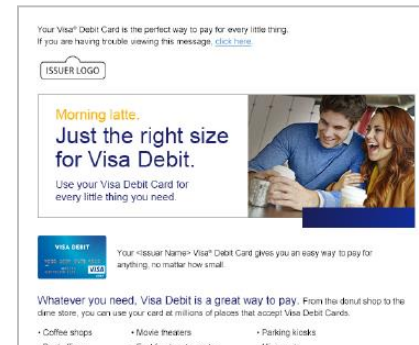 Your Visa® Debit Card is the perfect way to pay for every little thing.
If you are having trouble viewing this message, click here.
ISSUER LOGO
Morning latte.
Just the right size
for Visa Debit.
Use your Visa Debit Card for
every little thing you need.
VISA DEBIT
VISA
Your <Issuer Name> Visa® Debit Card gives you an easy way to pay for
anything, no matter how small.
Whatever you need, Visa Debit is a great way to pay. From the donut shop to the
dime store, you can use your card at millions of places that accept Visa Debit Cards.
• Coffee shops • Movie theaters • Parking kiosks